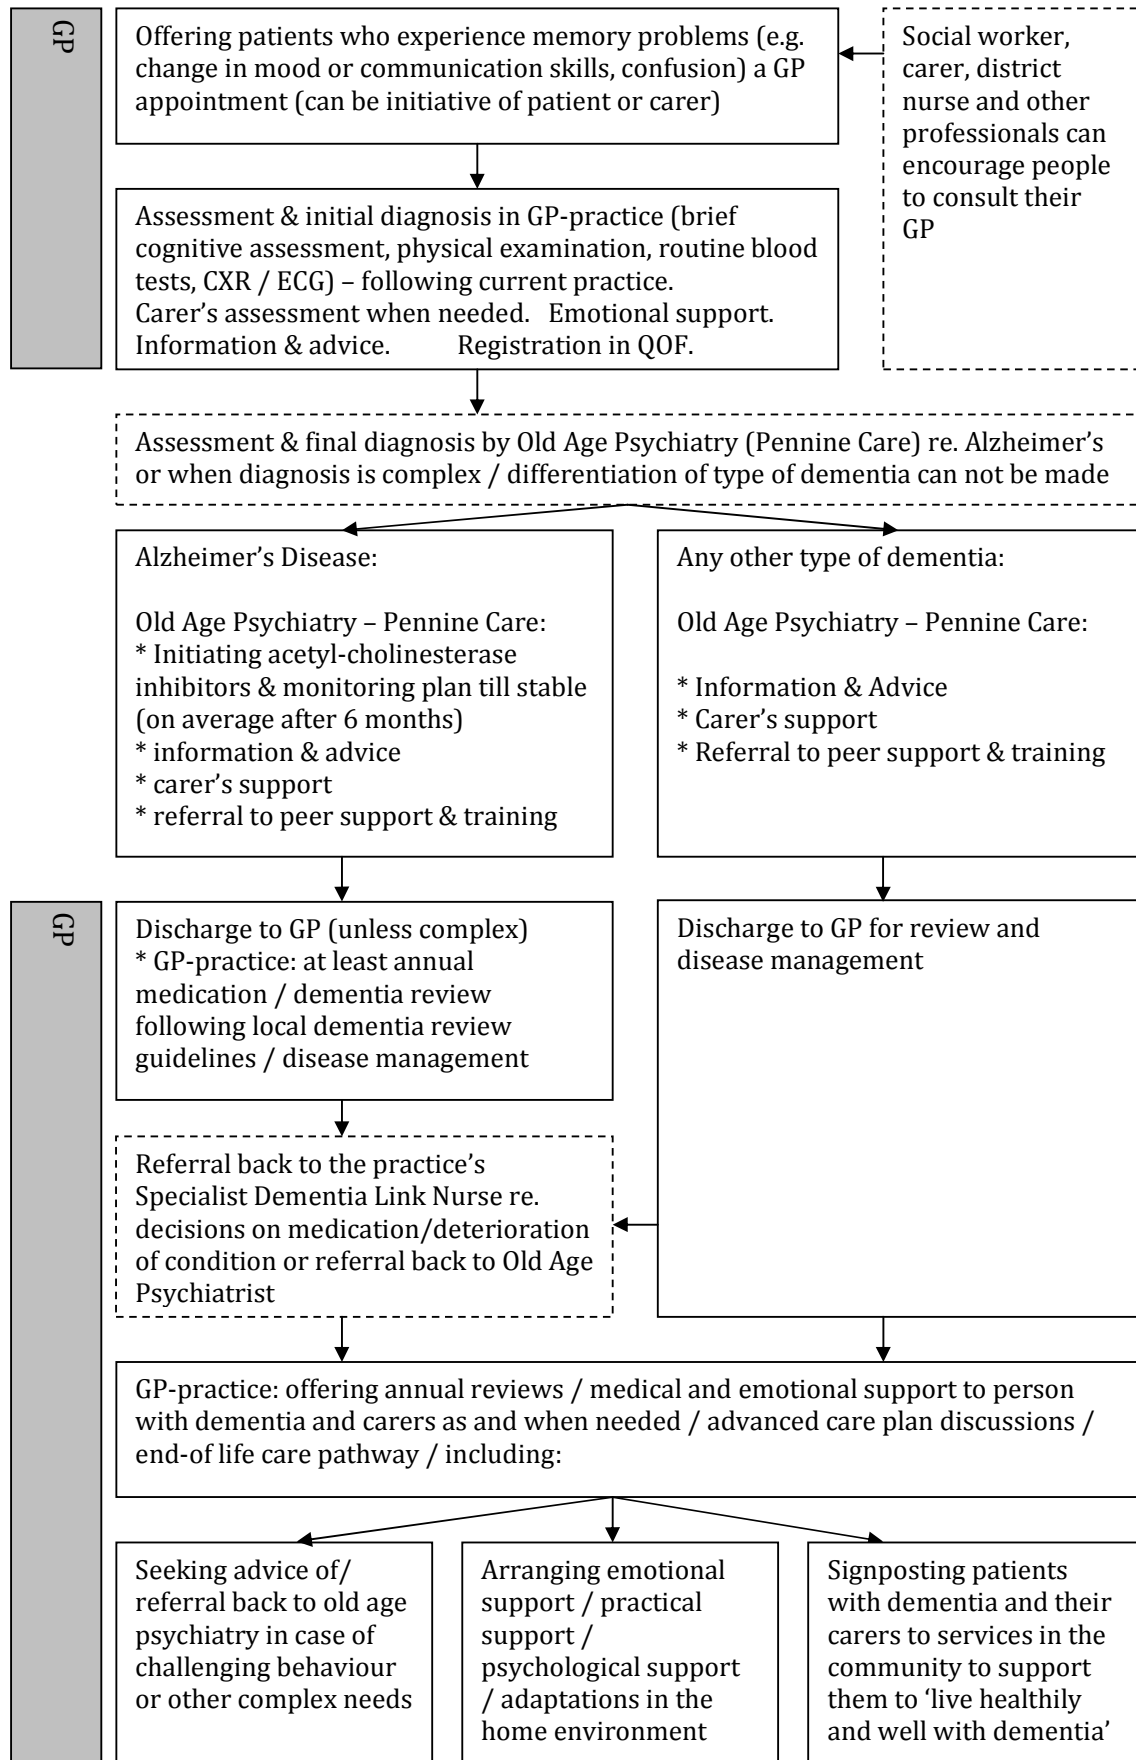 GP
Offering patients who experience memory problems (e.g.
change in mood or communication skills, confusion) a GP
appointment (can be initiative of patient or carer)
Social worker,
carer, district
nurse and other
professionals can
encourage people
to consult their
GP
Assessment & initial diagnosis in GP-practice (brief
cognitive assessment, physical examination, routine blood
tests, CXR / ECG) – following current practice.
Carer’s assessment when needed. Emotional support.
Information & advice. Registration in QOF.
Assessment & final diagnosis by Old Age Psychiatry (Pennine Care) re. Alzheimer’s
or when diagnosis is complex / differentiation of type of dementia can not be made
Alzheimer’s Disease:
Old Age Psychiatry – Pennine Care:
* Initiating acetyl-cholinesterase
inhibitors & monitoring plan till stable
(on average after 6 months)
* information & advice
* carer’s support
* referral to peer support & training
Any other type of dementia:
Old Age Psychiatry – Pennine Care:
* Information & Advice
* Carer’s support
* Referral to peer support & training
GP
Discharge to GP (unless complex)
* GP-practice: at least annual
medication / dementia review
following local dementia review
guidelines / disease management
Discharge to GP for review and
disease management
Referral back to the practice’s
Specialist Dementia Link Nurse re.
decisions on medication/deterioration
of condition or referral back to Old Age
Psychiatrist
GP-practice: offering annual reviews / medical and emotional support to person
with dementia and carers as and when needed / advanced care plan discussions /
end-of life care pathway / including:
Seeking advice of/
referral back to old age
psychiatry in case of
challenging behaviour
or other complex needs
Arranging emotional
support / practical
support /
psychological support
/ adaptations in the
home environment
Signposting patients
with dementia and their
carers to services in the
community to support
them to ‘live healthily
and well with dementia’